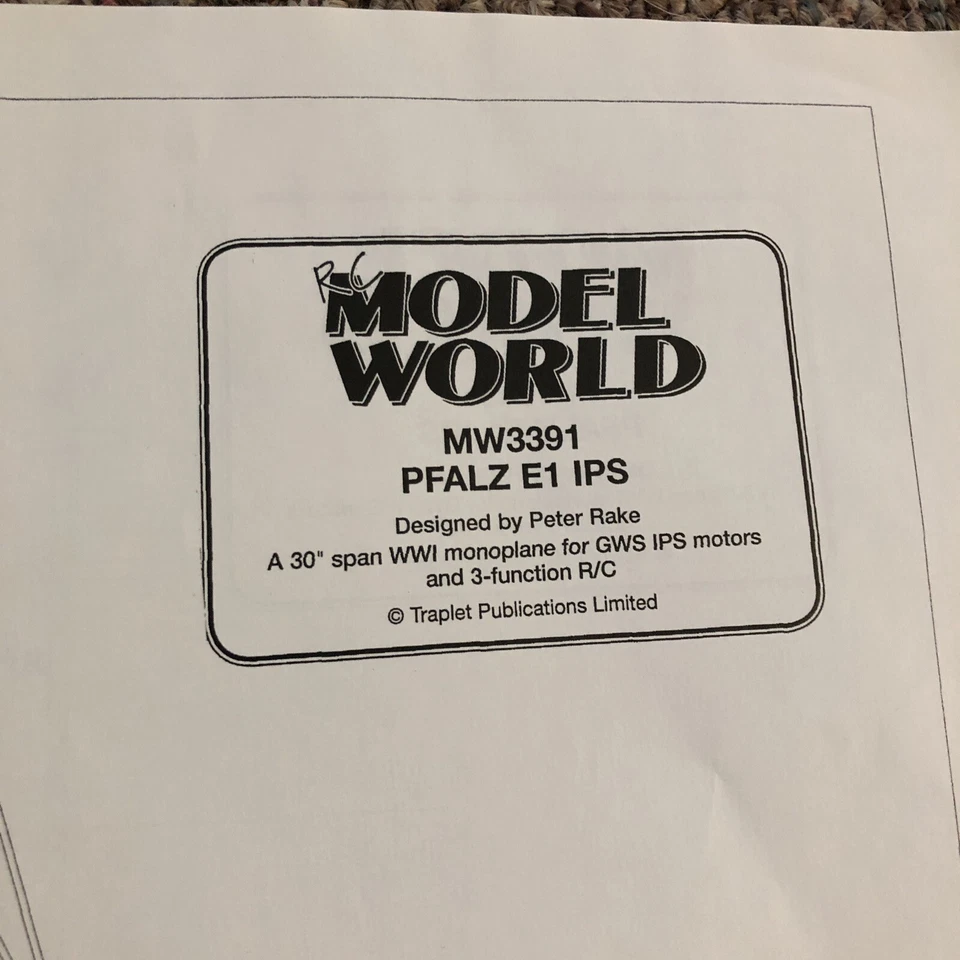 RC MODEL
WORLD
MW3391
PFALZ E1 IPS
Designed by Peter Rake
A 30" span WWI monoplane for GWS IPS motors
and 3-function R/C
© Traplet Publications Limited